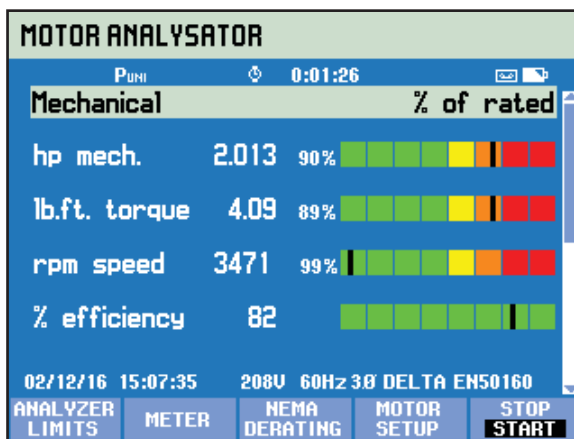 MOTOR ANALYSATOR
PUNI 0:01:26
Mechanical % of rated
hp mech. 2.013 90%
lb.ft. torque 4.09 89%
rpm speed 3471 99%
% efficiency 82
02/12/16 15:07:35 208V 60Hz 3Ø DELTA EN50160
ANALYZER LIMITS METER NEMA DERATING MOTOR SETUP STOP START